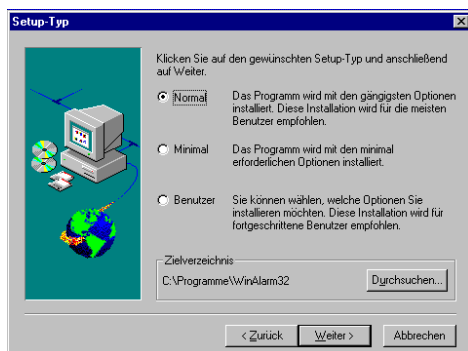 Setup-Typ
Klicken Sie auf den gewünschten Setup-Typ und anschließend
auf Weiter.
Normal
Das Programm wird mit den gängigsten Optionen
installiert. Diese Installation wird für die meisten
Benutzer empfohlen.
Minimal
Das Programm wird mit den minimal
erforderlichen Optionen installiert.
Benutzer
Sie können wählen, welche Optionen Sie
installieren möchten. Diese Installation wird für
fortgeschrittene Benutzer empfohlen.
Zielverzeichnis
C:\Programme\WinAlarm32
Durchsuchen...
< Zurück
Weiter >
Abbrechen